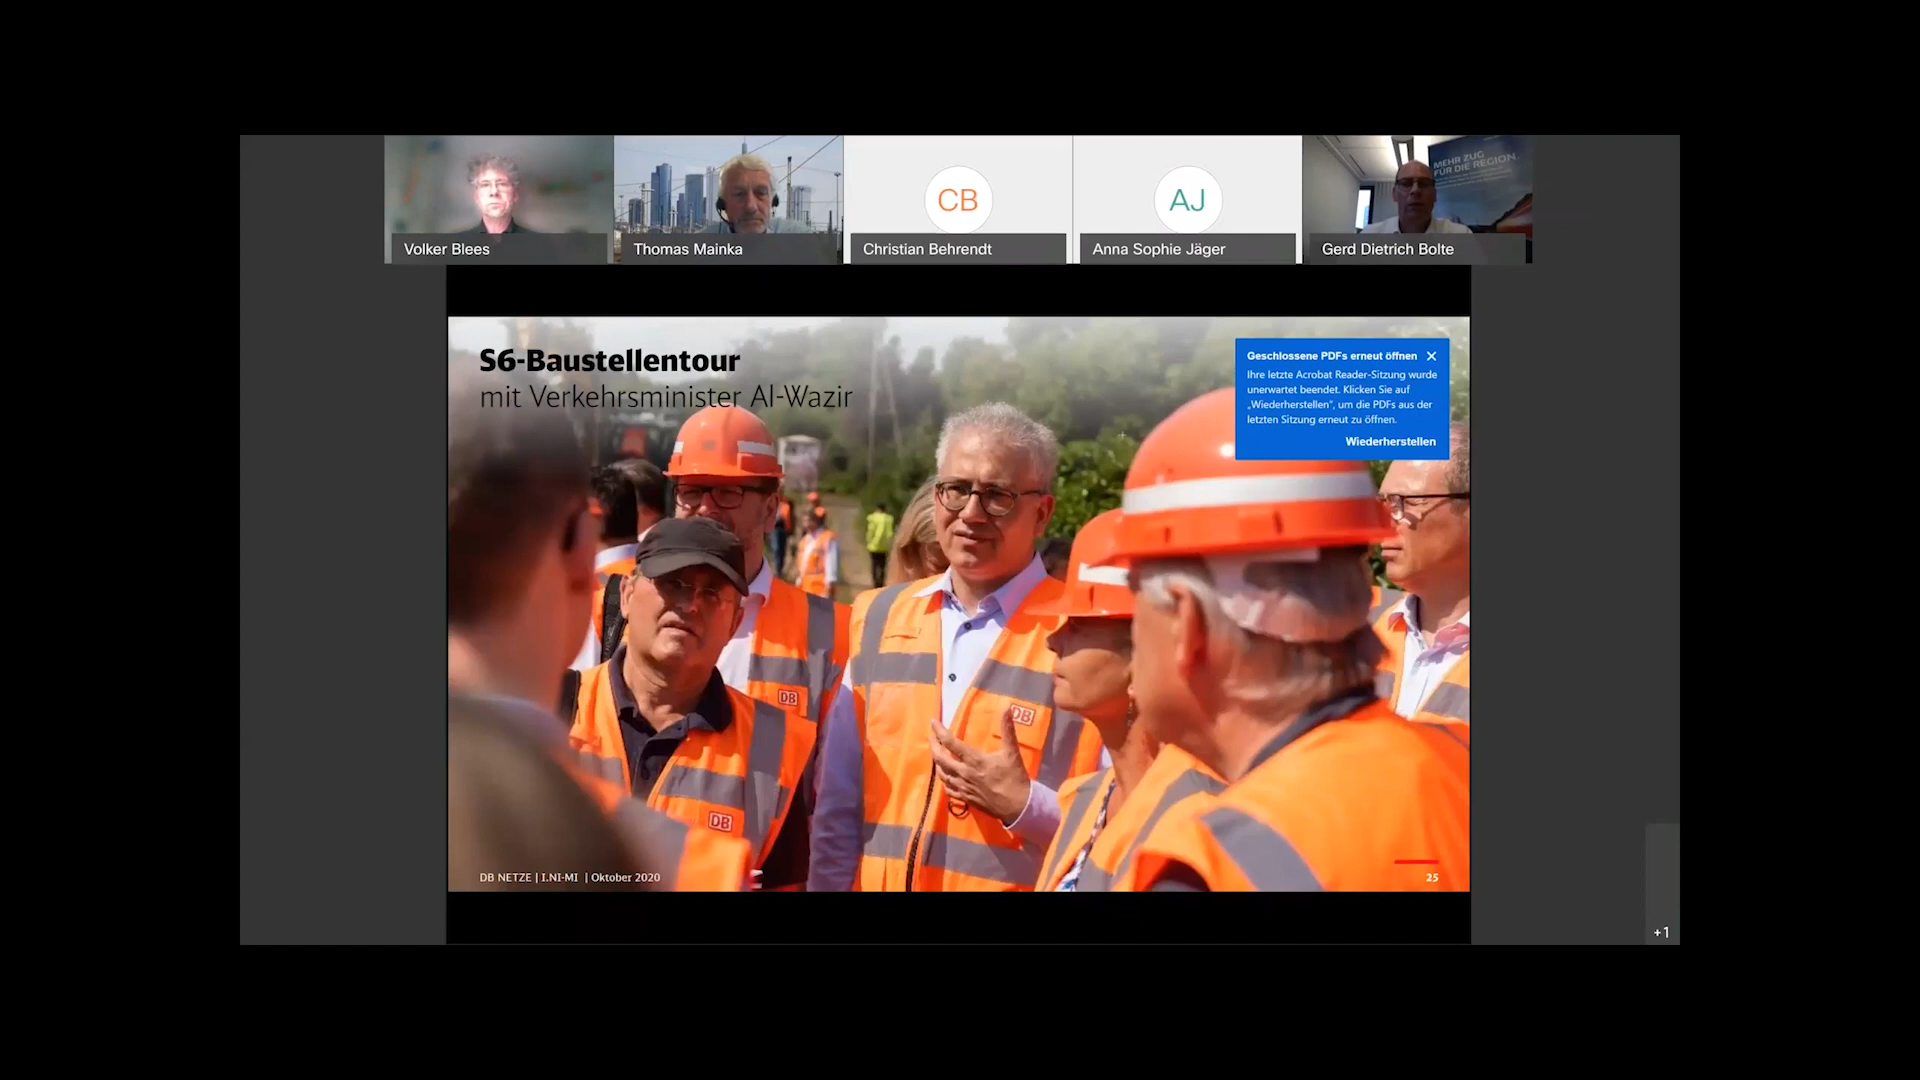 MEHR ZUG
FÜR DIE REGION
CB
AJ
Volker Blees
Thomas Mainka
Christian Behrendt
Anna Sophie Jäger
Gerd Dietrich Bolte
S6-Baustellentour
mit Verkehrsminister Al-Wazir
Geschlossene PDFs erneut öffnen
Ihre letzte Acrobat Reader-Sitzung wurde
unerwartet beendet. Klicken Sie auf
„Wiederherstellen“, um die PDFs aus der
letzten Sitzung erneut zu öffnen.
Wiederherstellen
DB
DB
DB
DB NETZE | I.NI-MI | Oktober 2020
25
+1